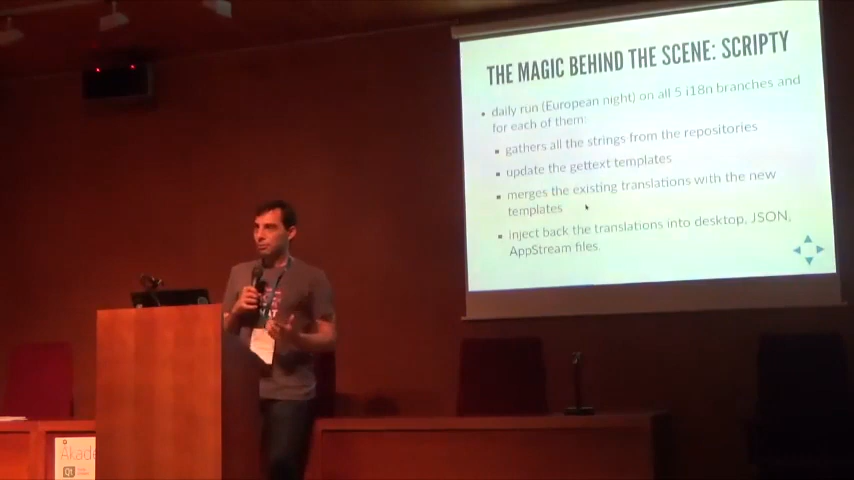 THE MAGIC BEHIND THE SCENE: SCRIPTY
daily run (European night) on all 5 i18n branches and
for each of them:
gathers all the strings from the repositories
update the gettext templates
merges the existing translations with the new
templates
inject back the translations into desktop, JSON,
AppStream files.
Akade
Qt